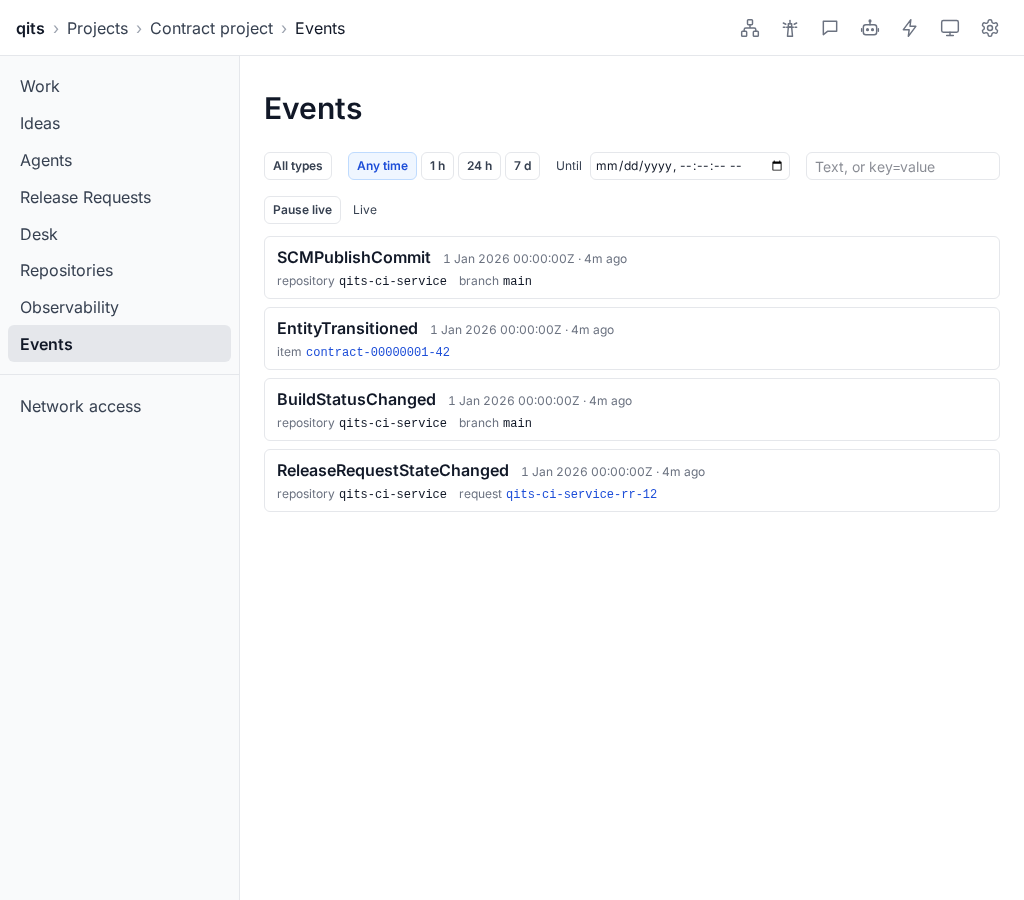 qits › Projects › Contract project › Events
Work
Ideas
Agents
Release Requests
Desk
Repositories
Observability
Events
Network access
Events
All types Any time 1 h 24 h 7 d Until mm/dd/yyyy, --:--:-- -- Text, or key=value
Pause live Live
SCMPublishCommit 1 Jan 2026 00:00:00Z · 4m ago
repository qits-ci-service branch main
EntityTransitioned 1 Jan 2026 00:00:00Z · 4m ago
item contract-00000001-42
BuildStatusChanged 1 Jan 2026 00:00:00Z · 4m ago
repository qits-ci-service branch main
ReleaseRequestStateChanged 1 Jan 2026 00:00:00Z · 4m ago
repository qits-ci-service request qits-ci-service-rr-12